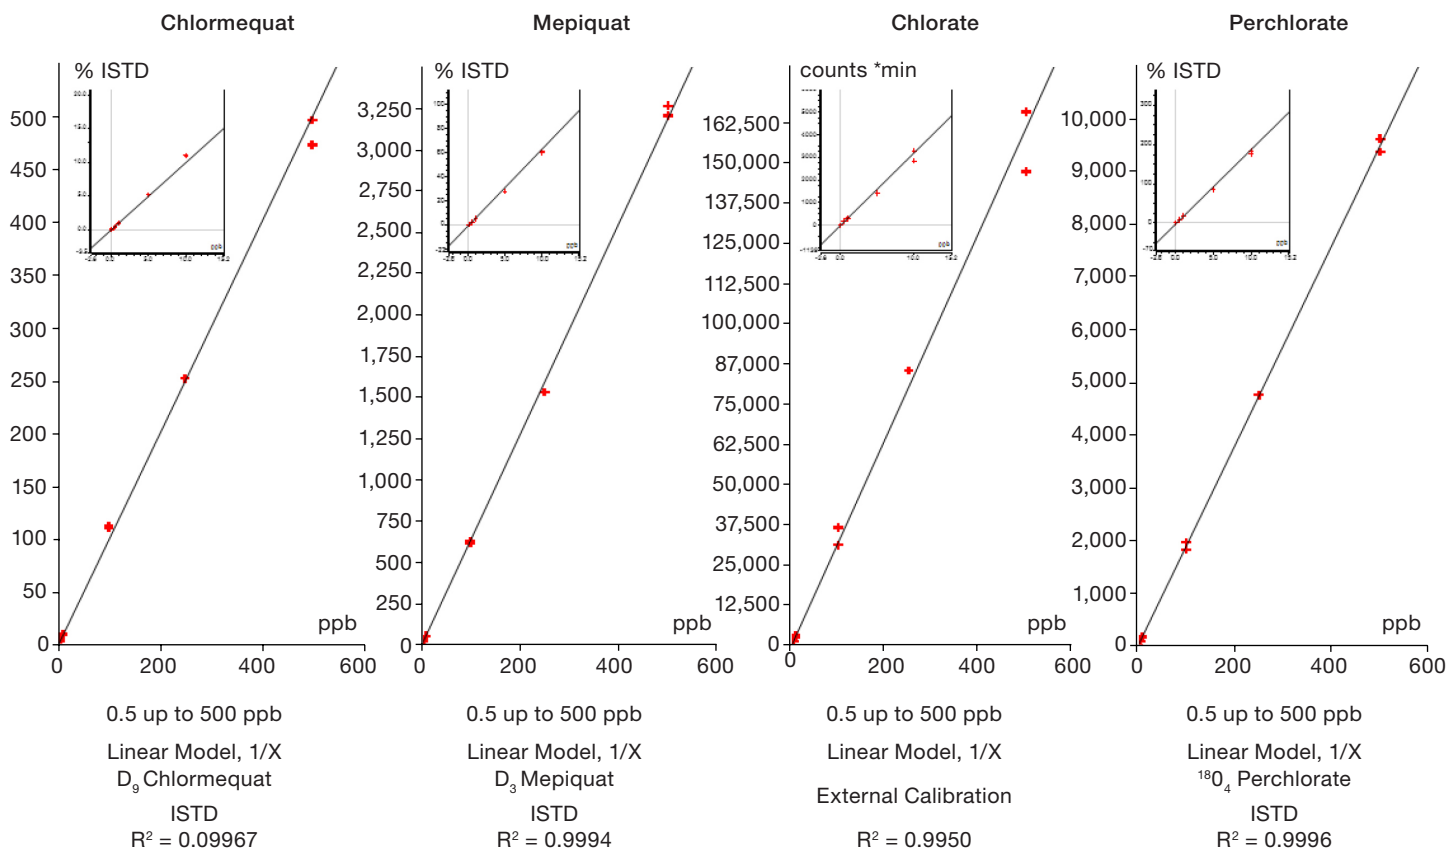 Chlormequat
% ISTD
500
450
400
350
300
250
200
150
100
50
0
ppb
0
200
400
600
0.5 up to 500 ppb
Linear Model, 1/X
D9 Chlormequat
ISTD
R² = 0.09967
Mepiquat
% ISTD
3,250
3,000
2,750
2,500
2,250
2,000
1,750
1,500
1,250
1,000
750
500
250
0
ppb
0
200
400
600
0.5 up to 500 ppb
Linear Model, 1/X
D3 Mepiquat
ISTD
R² = 0.9994
Chlorate
counts *min
162,500
150,000
137,500
125,000
112,500
100,000
87,000
75,000
62,500
50,000
37,500
25,000
12,500
0
ppb
0
200
400
600
0.5 up to 500 ppb
Linear Model, 1/X
External Calibration
R² = 0.9950
Perchlorate
% ISTD
10,000
9,000
8,000
7,000
6,000
5,000
4,000
3,000
2,000
1,000
0
ppb
0
200
400
600
0.5 up to 500 ppb
Linear Model, 1/X
¹⁸0₄ Perchlorate
ISTD
R² = 0.9996